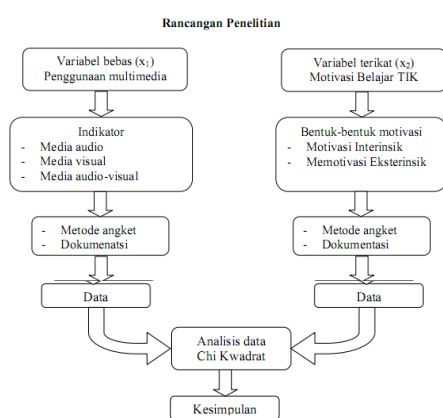 Rancangan Penelitian
Variabel bebas (x₁)
Penggunaan multimedia
Indikator
- Media audio
- Media visual
- Media audio-visual
- Metode angket
- Dokumenatsi
Data
Variabel terikat (x₂)
Motivasi Belajar TIK
Bentuk-bentuk motivasi
- Motivasi Interinsik
- Memotivasi Eksterinsik
- Metode angket
- Dokumentasi
Data
Analisis data
Chi Kwadrat
Kesimpulan